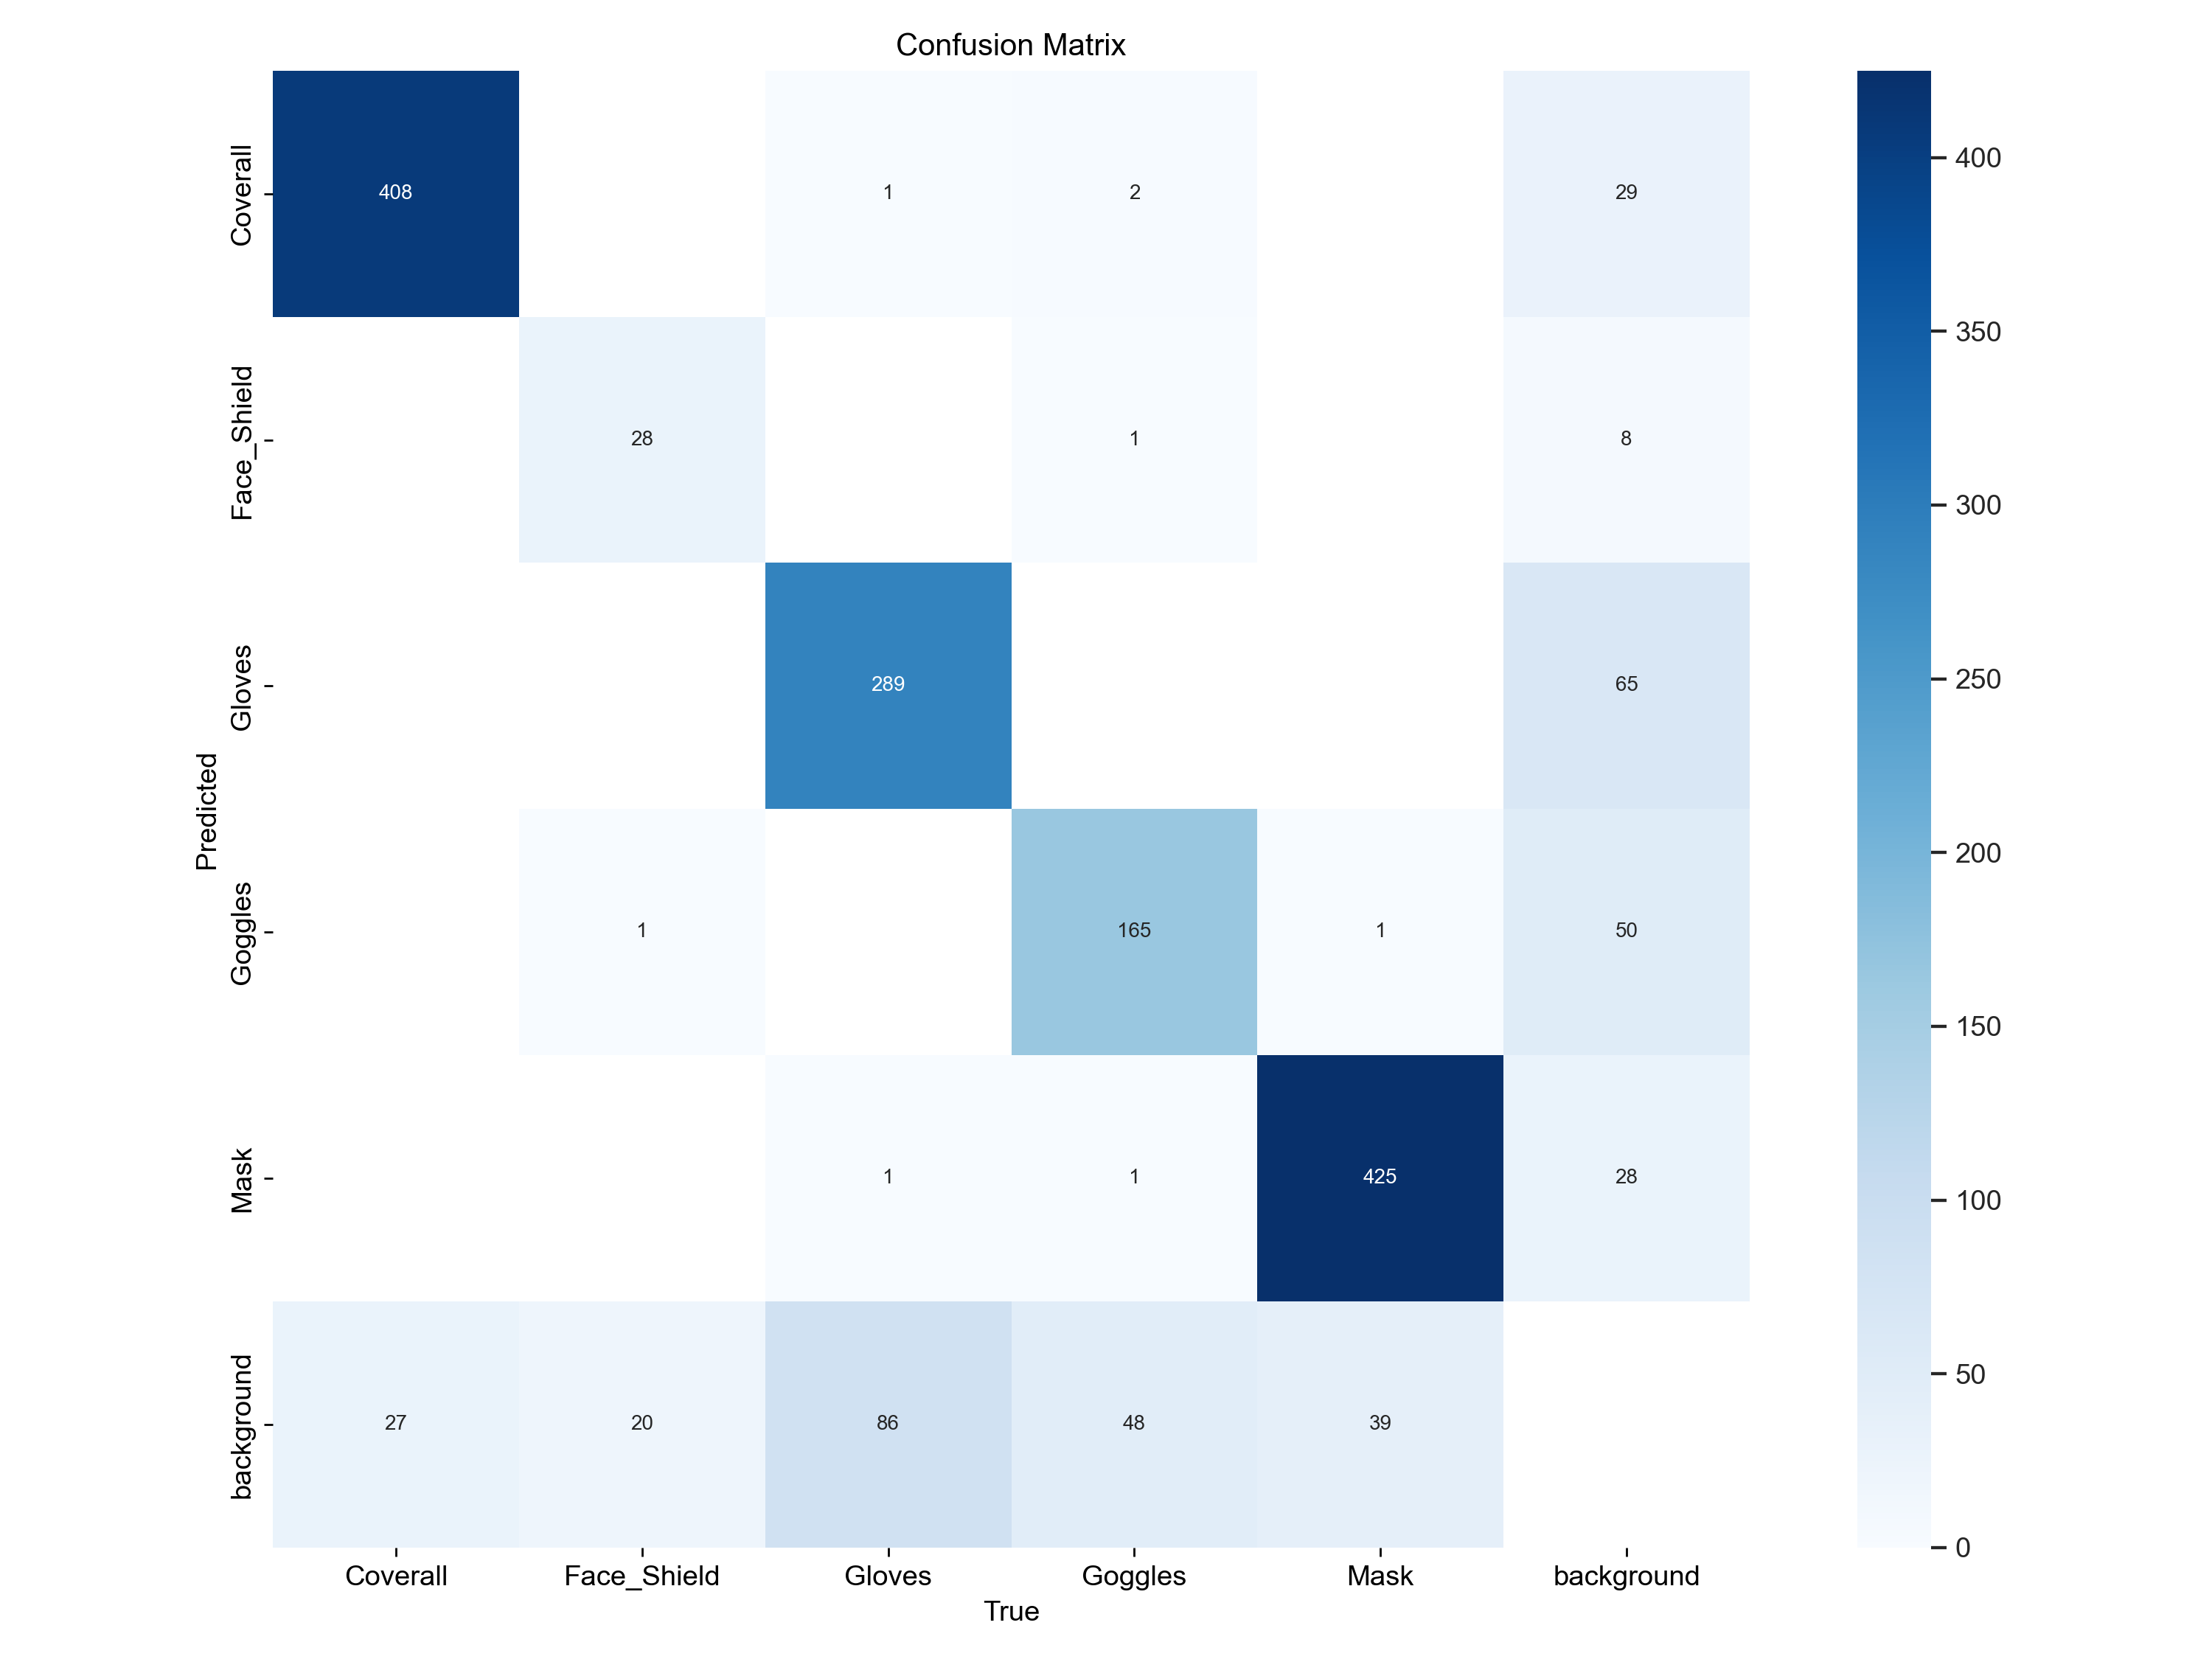 Confusion Matrix
Coverall
408
1
2
29
Face_Shield
28
1
8
Gloves
289
65
Goggles
1
165
1
50
Mask
1
1
425
28
background
27
20
86
48
39
Predicted
Coverall
Face_Shield
Gloves
Goggles
Mask
background
True
400
350
300
250
200
150
100
50
0